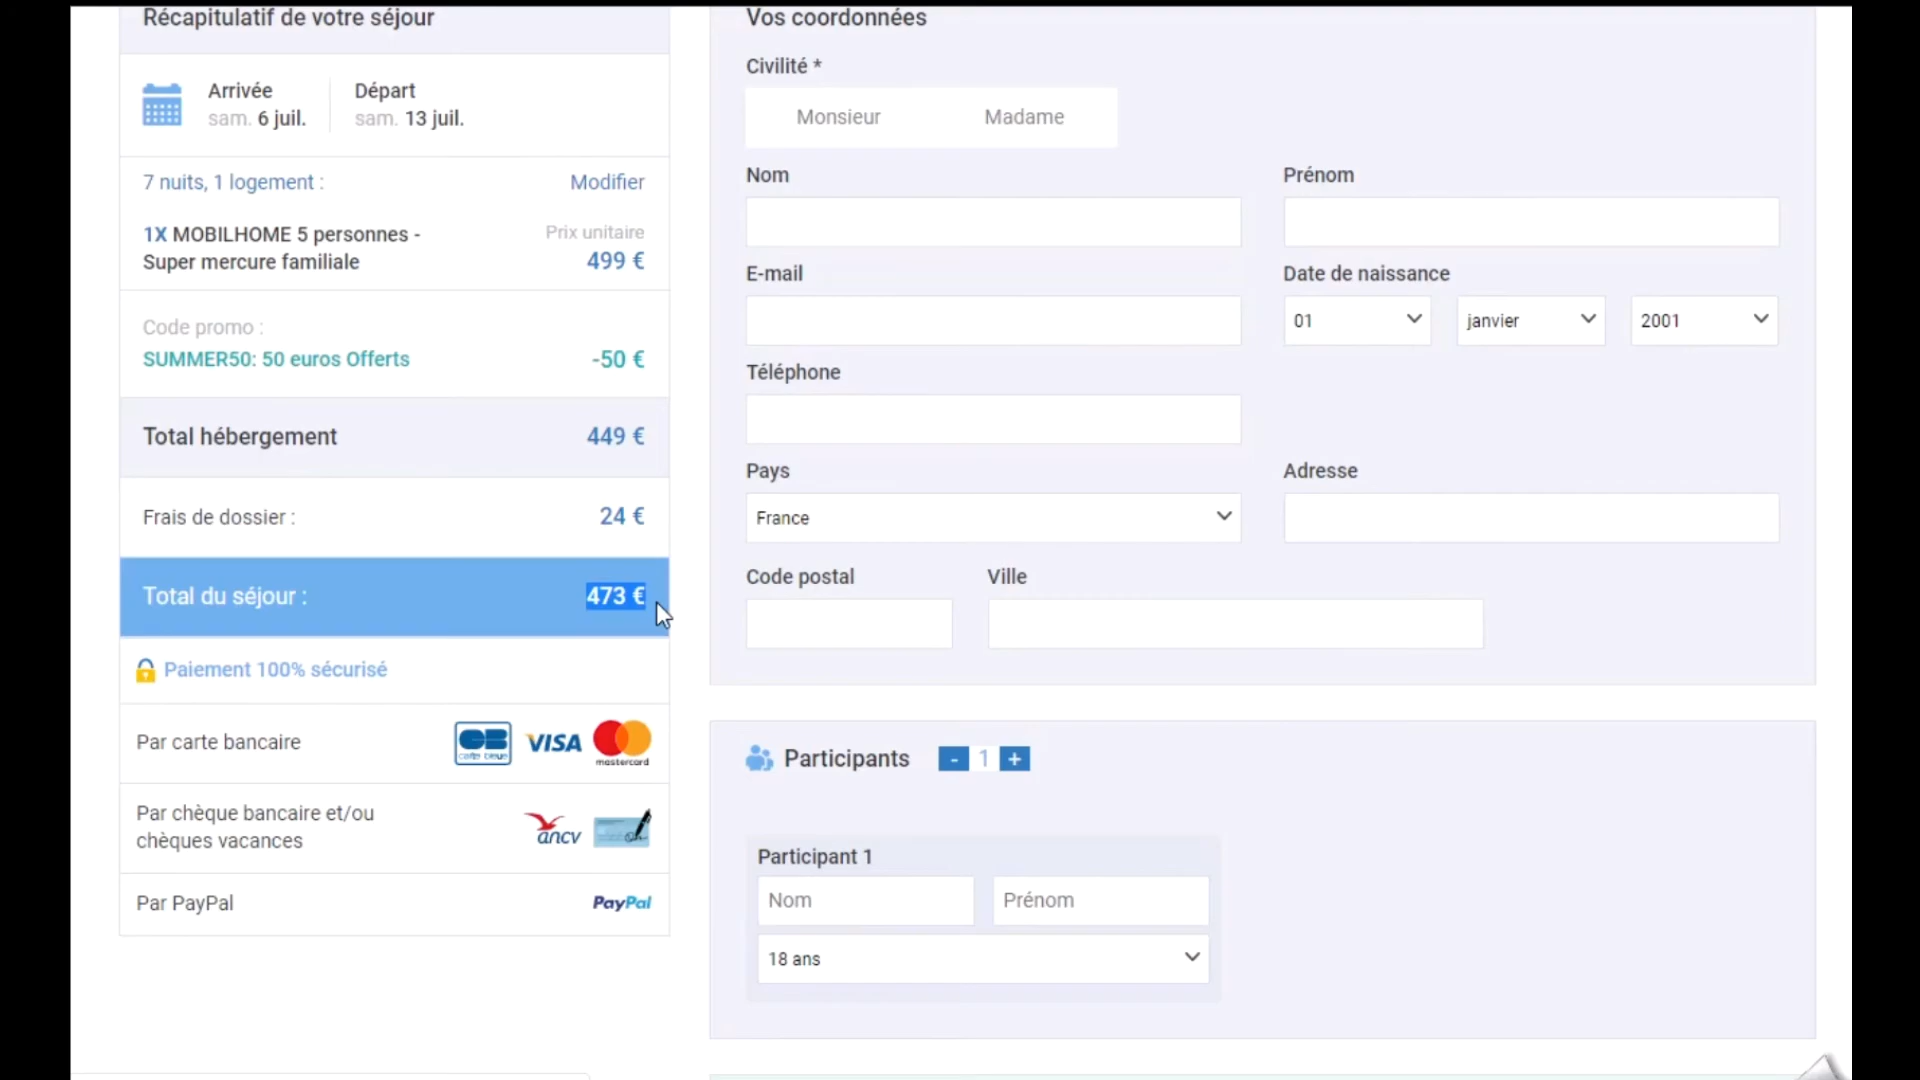 Récapitulatif de votre séjour
Arrivée
sam. 6 juil.
Départ
sam. 13 juil.
7 nuits, 1 logement :
Modifier
1X MOBILHOME 5 personnes -
Super mercure familiale
Prix unitaire
499 €
Code promo :
SUMMER50: 50 euros Offerts
-50 €
Total hébergement
449 €
Frais de dossier :
24 €
Total du séjour :
473 €
Paiement 100% sécurisé
Par carte bancaire
CB
carte bleue
VISA
mastercard
Par chèque bancaire et/ou
chèques vacances
ancv
Par PayPal
PayPal
Vos coordonnées
Civilité *
Monsieur
Madame
Nom
Prénom
E-mail
Date de naissance
01
janvier
2001
Téléphone
Pays
Adresse
France
Code postal
Ville
Participants
-
1
+
Participant 1
Nom
Prénom
18 ans